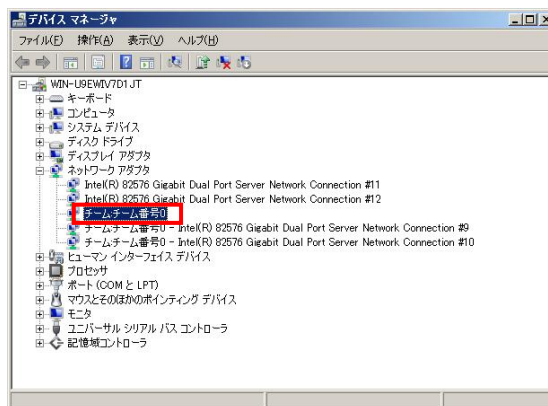 デバイス マネージャ
ファイル(F) 操作(A) 表示(V) ヘルプ(H)
WIN-U9EWIV7D1JT
キーボード
コンピュータ
システム デバイス
ディスク ドライブ
ディスプレイ アダプタ
ネットワーク アダプタ
Intel(R) 82576 Gigabit Dual Port Server Network Connection #11
Intel(R) 82576 Gigabit Dual Port Server Network Connection #12
チーム:チーム番号0
チーム:チーム番号0 - Intel(R) 82576 Gigabit Dual Port Server Network Connection #9
チーム:チーム番号0 - Intel(R) 82576 Gigabit Dual Port Server Network Connection #10
ヒューマン インターフェイス デバイス
プロセッサ
ポート (COM と LPT)
マウスとそのほかのポインティング デバイス
モニタ
ユニバーサル シリアル バス コントローラ
記憶域コントローラ